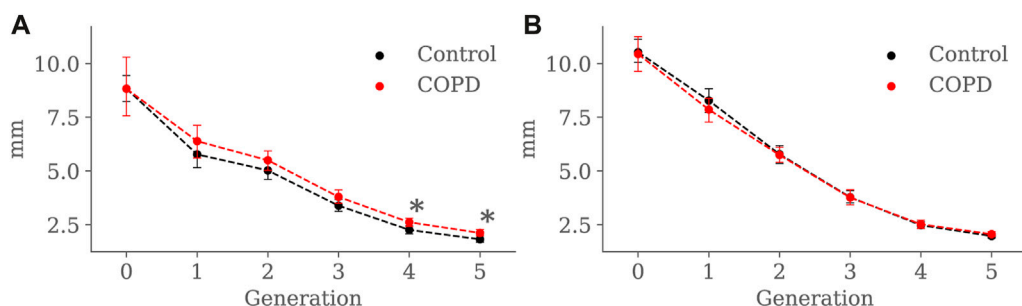 A
mm
10.0
7.5
5.0
2.5
Control
COPD
* *
0 1 2 3 4 5
Generation
B
mm
10.0
7.5
5.0
2.5
Control
COPD
0 1 2 3 4 5
Generation